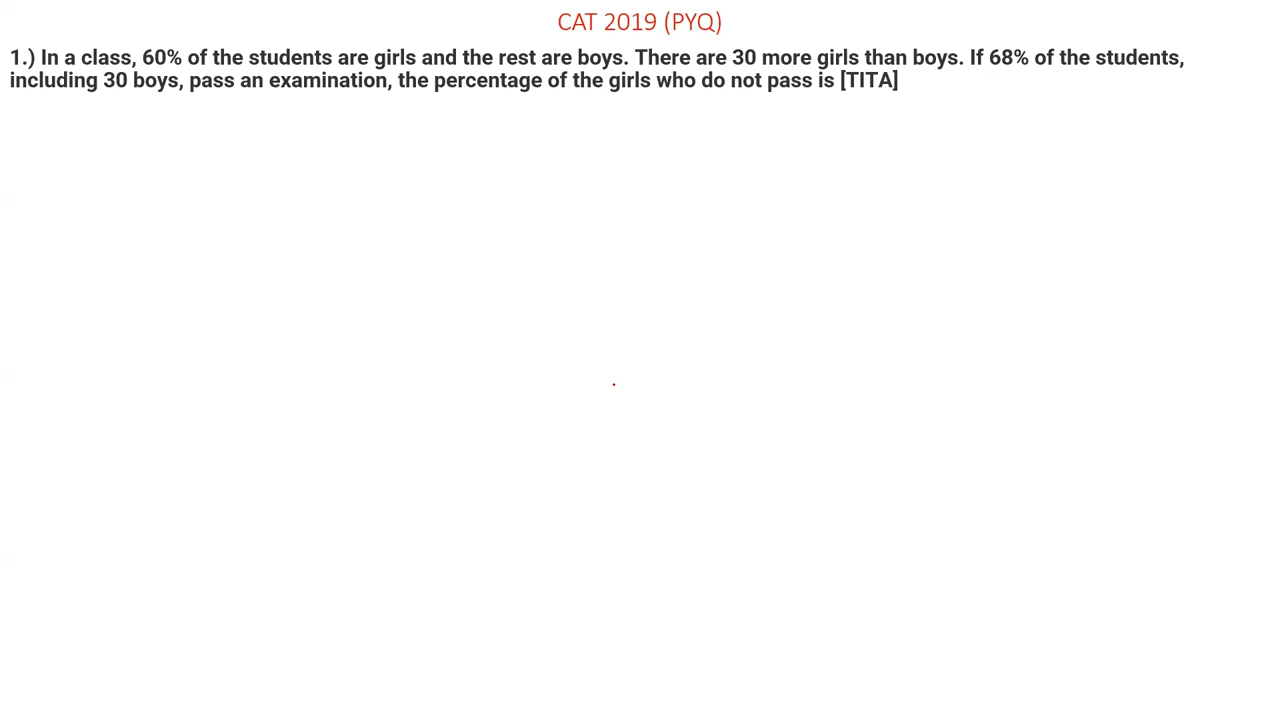 CAT 2019 (PYQ)
1.) In a class, 60% of the students are girls and the rest are boys. There are 30 more girls than boys. If 68% of the students,
including 30 boys, pass an examination, the percentage of the girls who do not pass is [TITA]